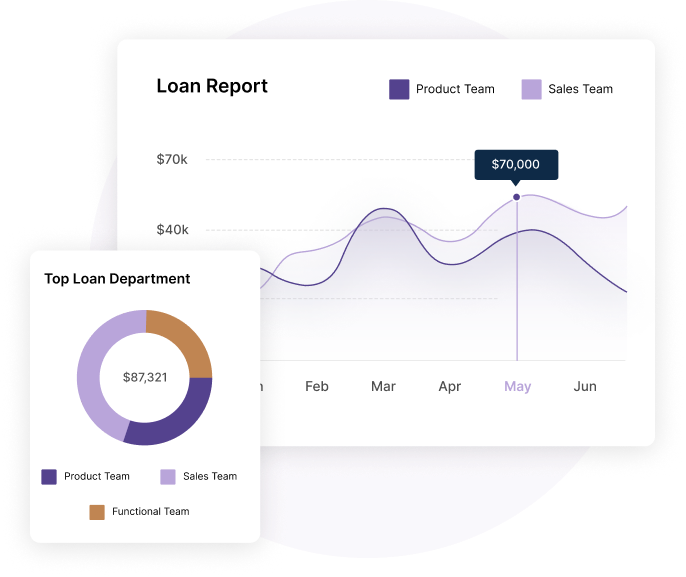 Loan Report
Product Team
Sales Team
$70k
$70,000
$40k
Top Loan Department
$87,321
Feb
Mar
Apr
May
Jun
Product Team
Sales Team
Functional Team